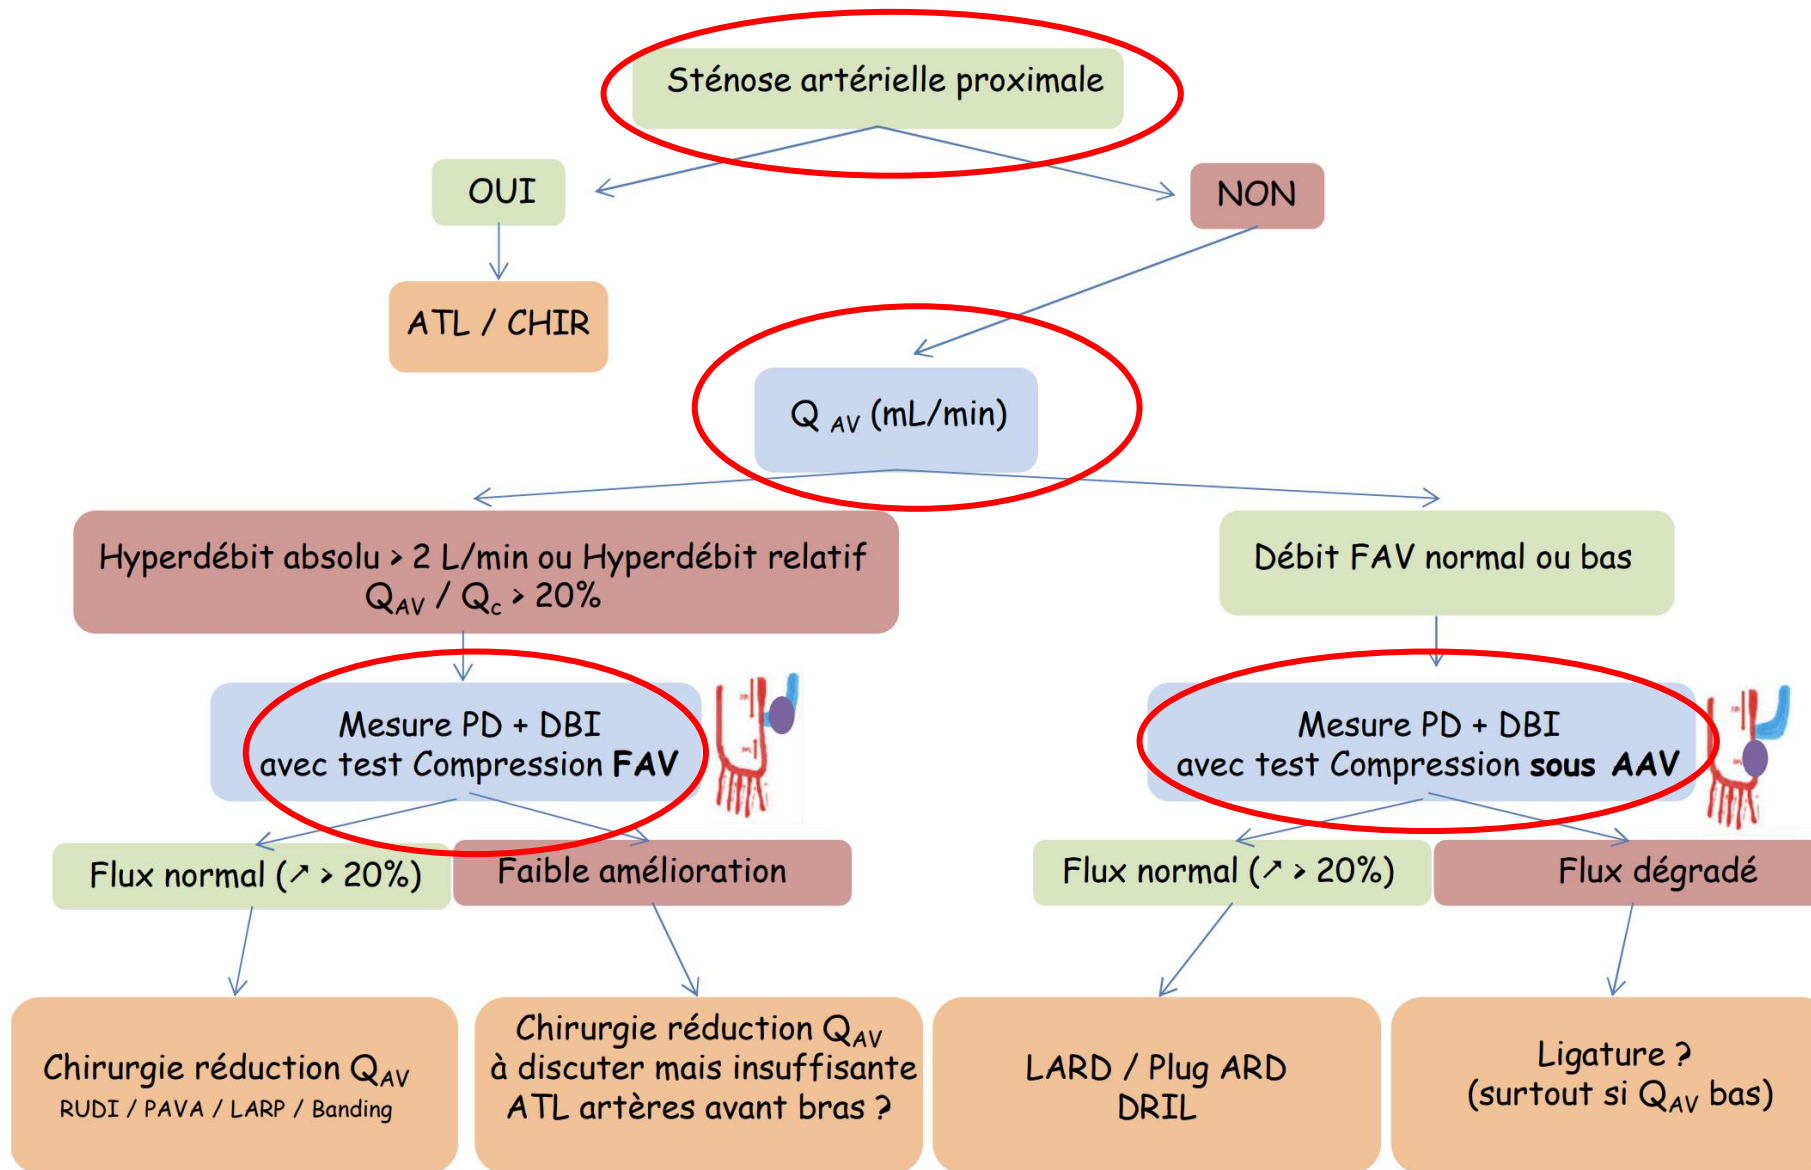 Sténose artérielle proximale
OUI
NON
ATL / CHIR
Q AV (mL/min)
Hyperdébit absolu > 2 L/min ou Hyperdébit relatif
QAV / Qc > 20%
Débit FAV normal ou bas
Mesure PD + DBI
avec test Compression FAV
Mesure PD + DBI
avec test Compression sous AAV
Flux normal (↗ > 20%)
Faible amélioration
Flux normal (↗ > 20%)
Flux dégradé
Chirurgie réduction QAV
RUDI / PAVA / LARP / Banding
Chirurgie réduction QAV
à discuter mais insuffisante
ATL artères avant bras ?
LARD / Plug ARD
DRIL
Ligature ?
(surtout si QAV bas)